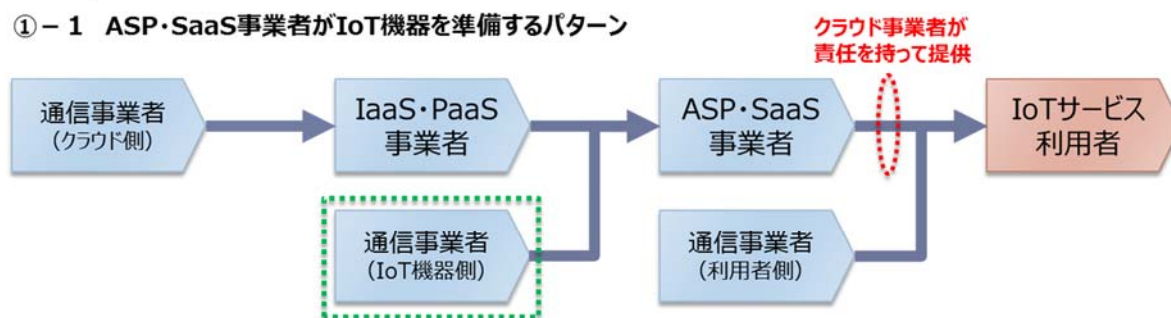 ①－1　ASP･SaaS事業者がIoT機器を準備するパターン
クラウド事業者が
責任を持って提供
通信事業者
（クラウド側）
IaaS･PaaS
事業者
ASP･SaaS
事業者
IoTサービス
利用者
通信事業者
（IoT機器側）
通信事業者
（利用者側）